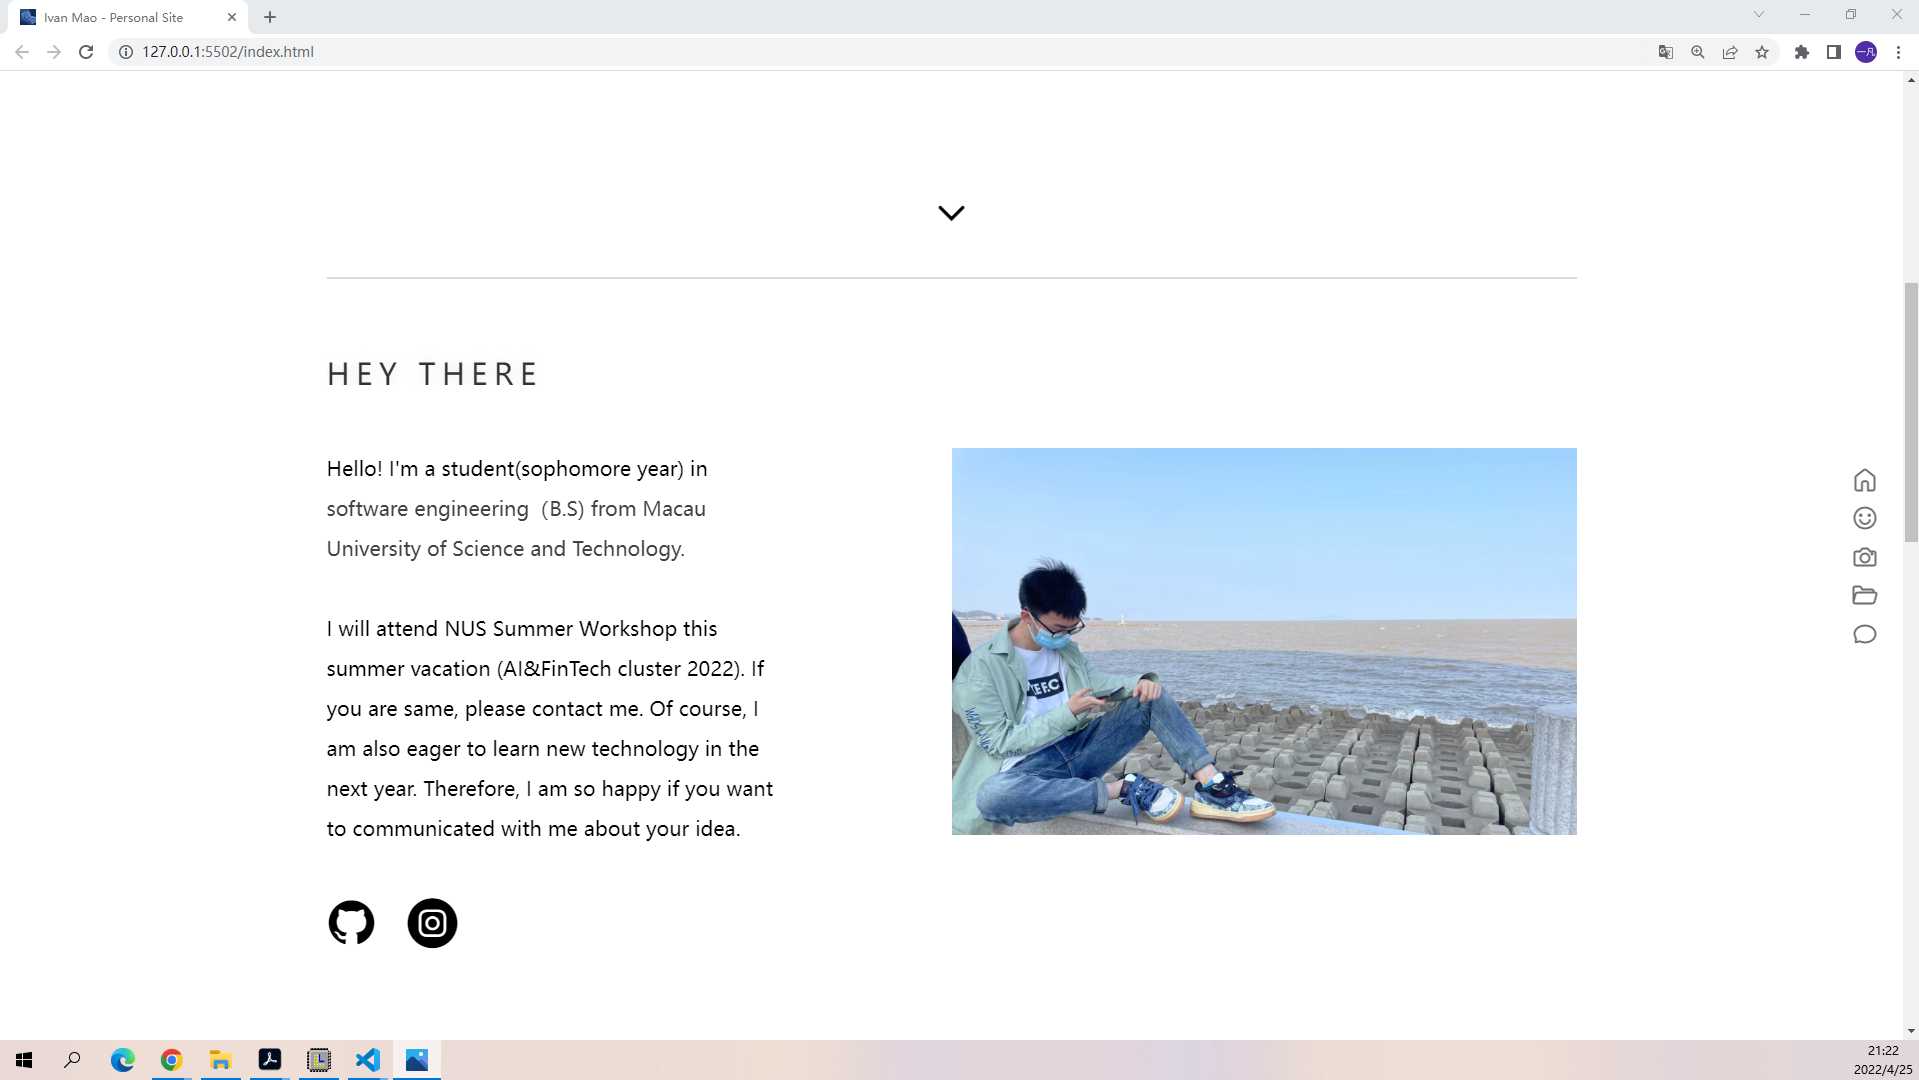 Ivan Mao - Personal Site
127.0.0.1:5502/index.html
一凡
HEY THERE
Hello! I'm a student(sophomore year) in
software engineering  (B.S) from Macau
University of Science and Technology.
I will attend NUS Summer Workshop this
summer vacation (AI&FinTech cluster 2022). If
you are same, please contact me. Of course, I
am also eager to learn new technology in the
next year. Therefore, I am so happy if you want
to communicated with me about your idea.
21:22
2022/4/25